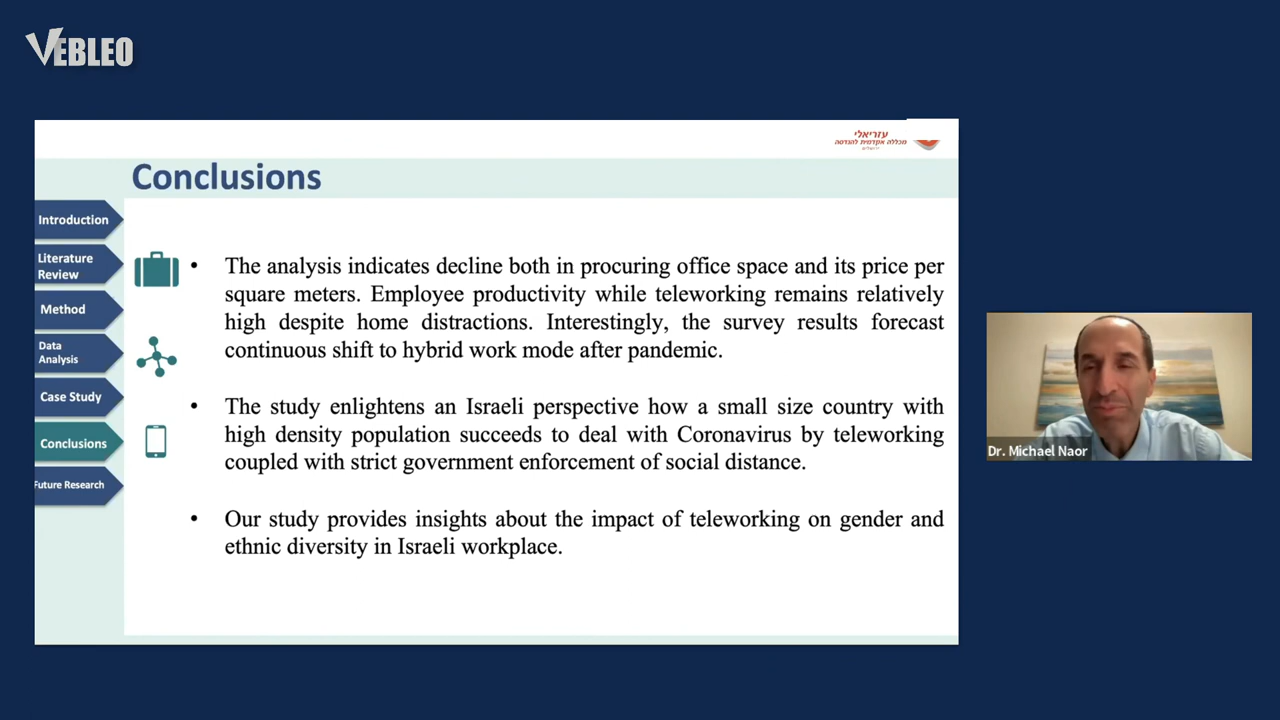 VEBLEO
עזריאלי
מכללה אקדמית להנדסה
ירושלים
Conclusions
Introduction
Literature
Review
Method
Data
Analysis
Case Study
Conclusions
Future Research
• The analysis indicates decline both in procuring office space and its price per
square meters. Employee productivity while teleworking remains relatively
high despite home distractions. Interestingly, the survey results forecast
continuous shift to hybrid work mode after pandemic.
• The study enlightens an Israeli perspective how a small size country with
high density population succeeds to deal with Coronavirus by teleworking
coupled with strict government enforcement of social distance.
• Our study provides insights about the impact of teleworking on gender and
ethnic diversity in Israeli workplace.
Dr. Michael Naor